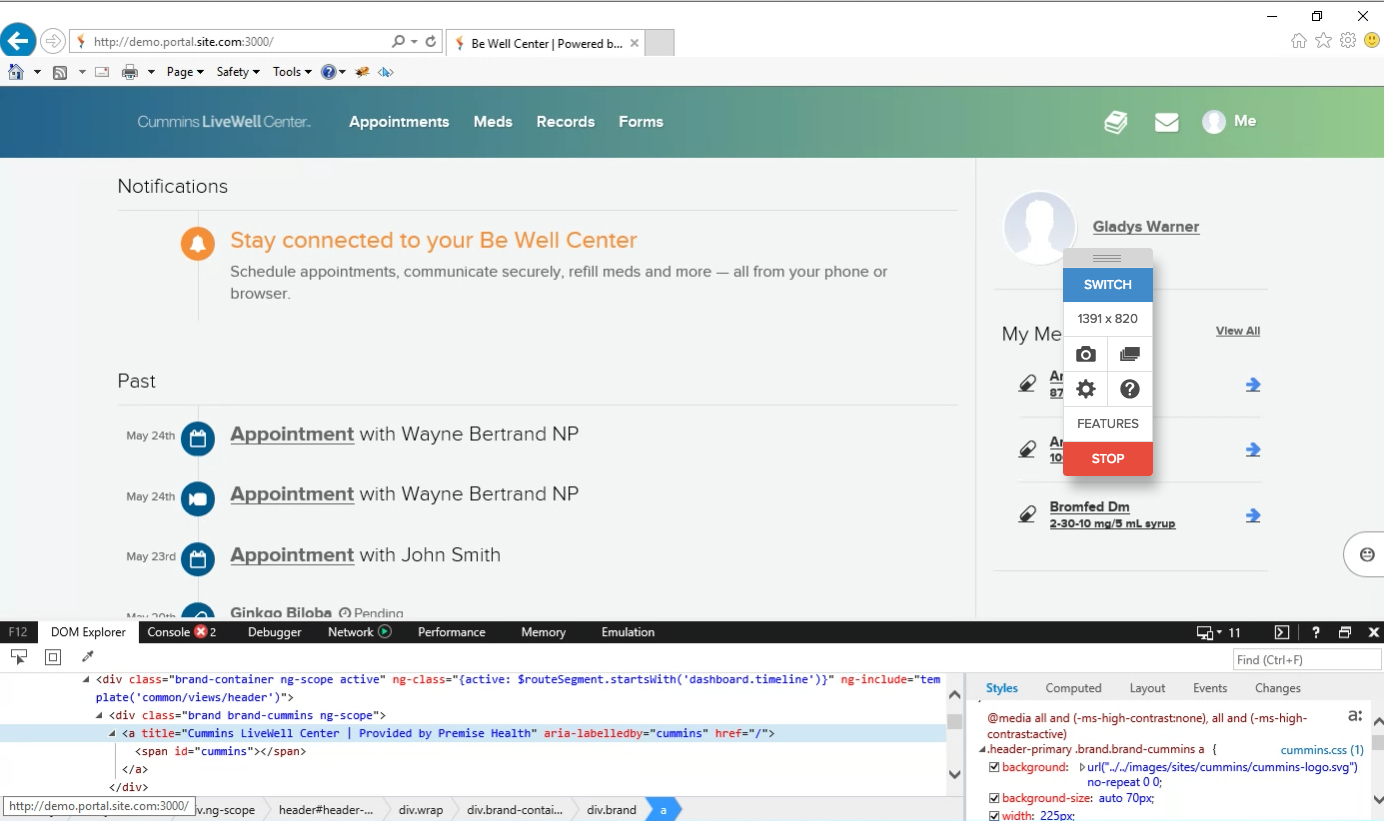 http://demo.portal.site.com:3000/
Be Well Center | Powered b...
Page
Safety
Tools
Cummins LiveWell Center.
Appointments
Meds
Records
Forms
Me
Notifications
Stay connected to your Be Well Center
Schedule appointments, communicate securely, refill meds and more — all from your phone or
browser.
Past
May 24th
Appointment with Wayne Bertrand NP
May 24th
Appointment with Wayne Bertrand NP
May 23rd
Appointment with John Smith
May 20th
Ginkgo Biloba Pending
Gladys Warner
SWITCH
1391 x 820
FEATURES
STOP
My Me
View All
Ar
87
Ar
10
Bromfed Dm
2-30-10 mg/5 mL syrup
F12
DOM Explorer
Console 2
Debugger
Network
Performance
Memory
Emulation
11
Find (Ctrl+F)
<div class="brand-container ng-scope active" ng-class="{active: $routeSegment.startsWith('dashboard.timeline')}" ng-include="tem
plate('common/views/header')">
<div class="brand brand-cummins ng-scope">
<a title="Cummins LiveWell Center | Provided by Premise Health" aria-labelledby="cummins" href="/">
<span id="cummins"></span>
</a>
</div>
Styles
Computed
Layout
Events
Changes
@media all and (-ms-high-contrast:none), all and (-ms-high-
contrast:active)
a:
.header-primary .brand.brand-cummins a {
cummins.css (1)
background: url("../../images/sites/cummins/cummins-logo.svg")
no-repeat 0 0;
background-size: auto 70px;
width: 225px;
http://demo.portal.site.com:3000/
v.ng-scope
header#header-...
div.wrap
div.brand-contai...
div.brand
a